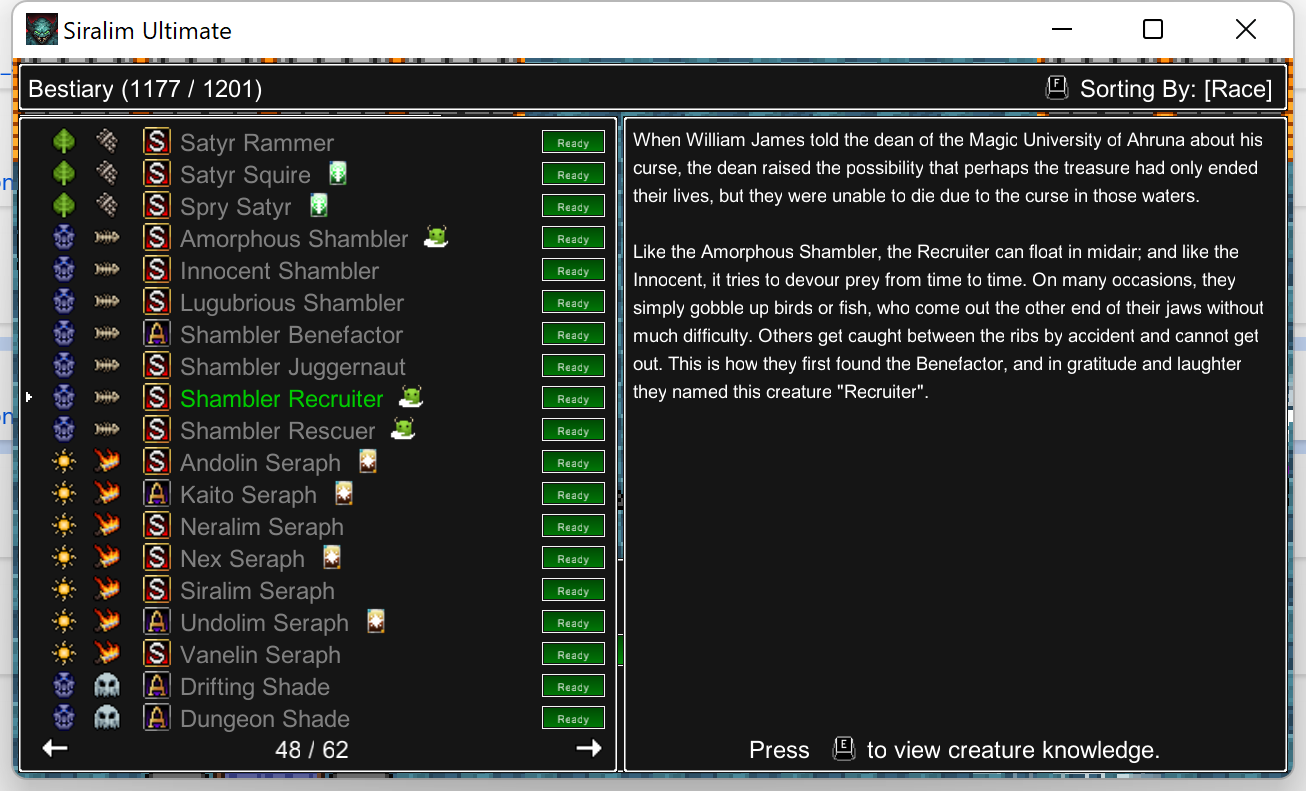 Siralim Ultimate
Bestiary (1177 / 1201)
F Sorting By: [Race]
S Satyr Rammer Ready
S Satyr Squire Ready
S Spry Satyr Ready
S Amorphous Shambler Ready
S Innocent Shambler Ready
S Lugubrious Shambler Ready
A Shambler Benefactor Ready
S Shambler Juggernaut Ready
S Shambler Recruiter Ready
S Shambler Rescuer Ready
S Andolin Seraph Ready
A Kaito Seraph Ready
S Neralim Seraph Ready
S Nex Seraph Ready
S Siralim Seraph Ready
A Undolim Seraph Ready
S Vanelin Seraph Ready
A Drifting Shade Ready
A Dungeon Shade Ready
48 / 62
When William James told the dean of the Magic University of Ahruna about his
curse, the dean raised the possibility that perhaps the treasure had only ended
their lives, but they were unable to die due to the curse in those waters.
Like the Amorphous Shambler, the Recruiter can float in midair; and like the
Innocent, it tries to devour prey from time to time. On many occasions, they
simply gobble up birds or fish, who come out the other end of their jaws without
much difficulty. Others get caught between the ribs by accident and cannot get
out. This is how they first found the Benefactor, and in gratitude and laughter
they named this creature "Recruiter".
Press E to view creature knowledge.